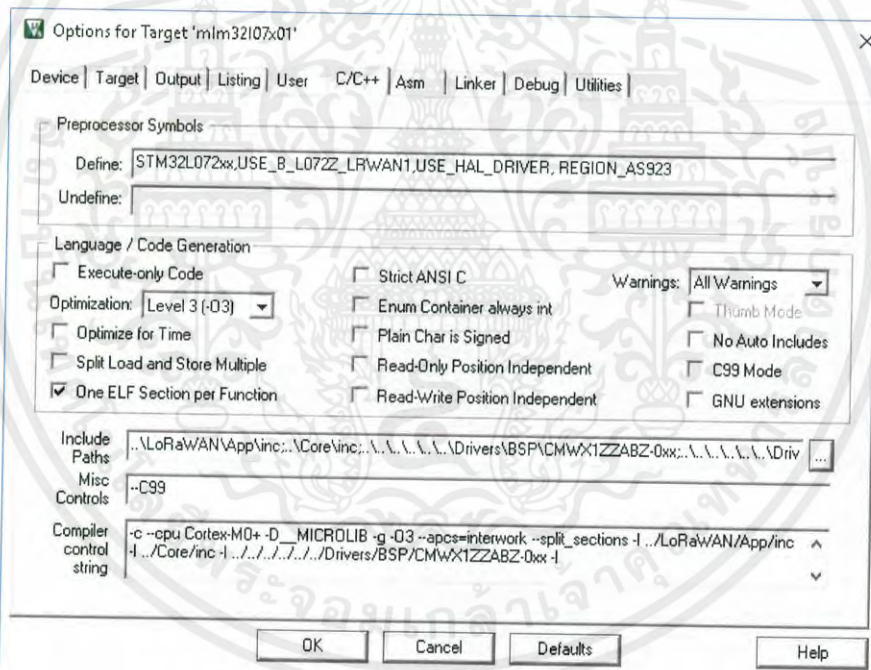 Options for Target 'mlm32l07x01'
Device | Target | Output | Listing | User C/C++ | Asm | Linker | Debug | Utilities |
Preprocessor Symbols
Define: STM32L072xx,USE_B_L072Z_LRWAN1,USE_HAL_DRIVER, REGION_AS923
Undefine:
Language / Code Generation
Execute-only Code
Strict ANSI C
Warnings: All Warnings
Optimization: Level 3 (-O3)
Enum Container always int
Thumb Mode
Optimize for Time
Plain Char is Signed
No Auto Includes
Split Load and Store Multiple
Read-Only Position Independent
C99 Mode
One ELF Section per Function
Read-Write Position Independent
GNU extensions
Include
Paths
..\LoRaWAN\App\inc;..\Core\inc;..\..\..\..\..\..\Drivers\BSP\CMWX1ZZABZ-0xx;..\..\..\..\..\..\Driv
...
Misc
Controls
--C99
Compiler
control
string
-c --cpu Cortex-M0+ -D__MICROLIB -g -O3 --apcs=interwork --split_sections -I ../LoRaWAN/App/inc
-I ../Core/inc -I ../../../../../../Drivers/BSP/CMWX1ZZABZ-0xx -I
OK
Cancel
Defaults
Help